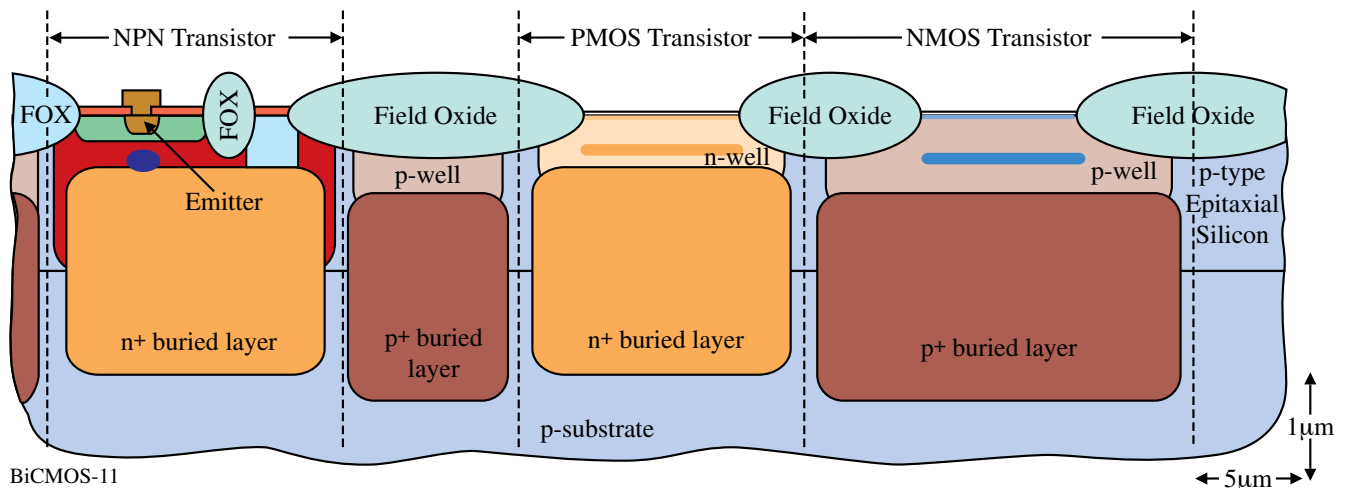 NPN Transistor
PMOS Transistor
NMOS Transistor
FOX
FOX
Field Oxide
Field Oxide
Field Oxide
n-well
p-well
p-well
p-type
Epitaxial
Silicon
Emitter
n+ buried layer
p+ buried
layer
n+ buried layer
p+ buried layer
p-substrate
1μm
5μm
BiCMOS-11